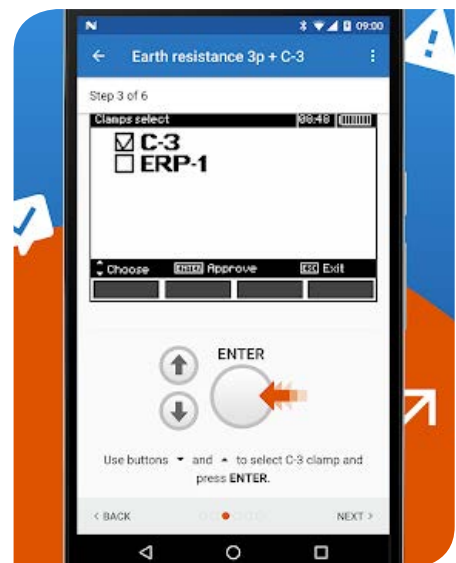 N 09:00
Earth resistance 3p + C-3
Step 3 of 6
Clamps select 08:48
C-3
ERP-1
Choose ENTER Approve ESC Exit
ENTER
Use buttons and to select C-3 clamp and
press ENTER.
< BACK NEXT >